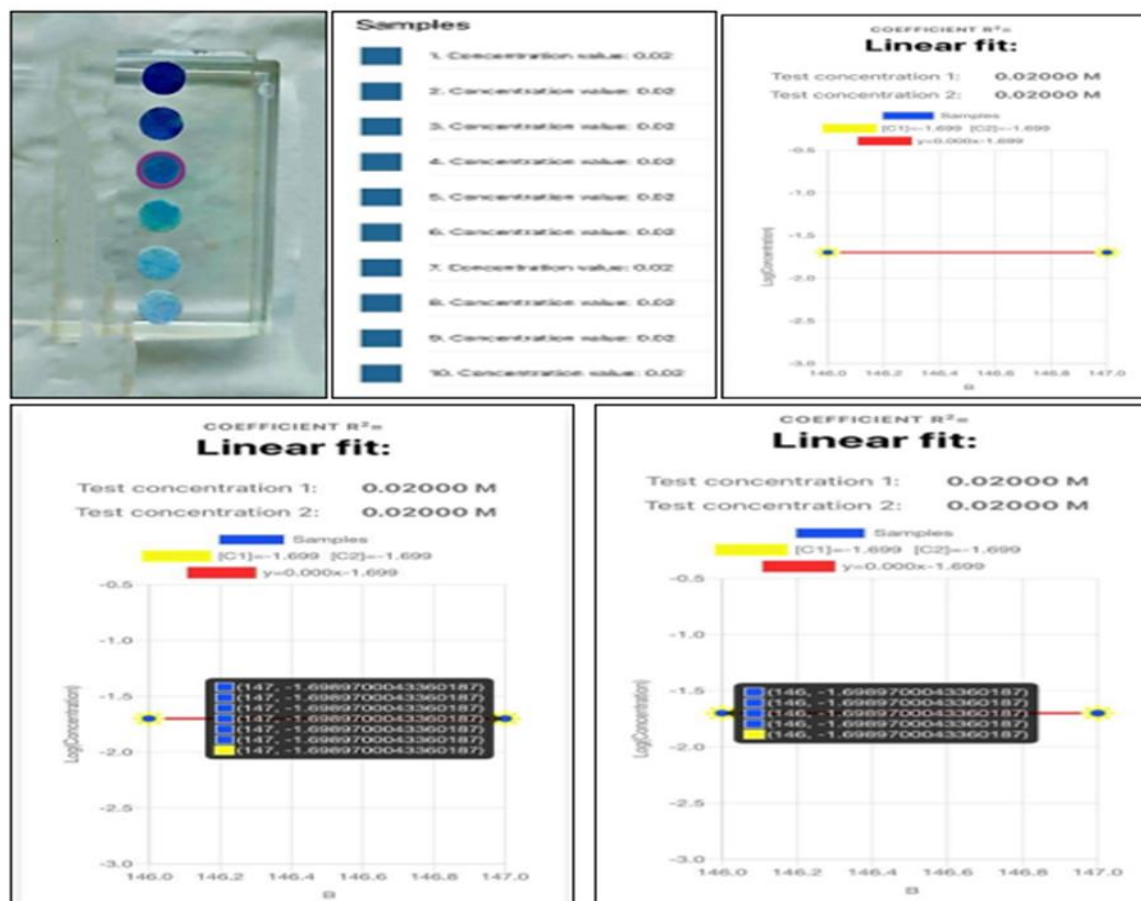 Samples
1. Concentration value: 0.02
2. Concentration value: 0.02
3. Concentration value: 0.02
4. Concentration value: 0.02
5. Concentration value: 0.02
6. Concentration value: 0.02
7. Concentration value: 0.02
8. Concentration value: 0.02
9. Concentration value: 0.02
10. Concentration value: 0.02
COEFFICIENT R²=
Linear fit:
Test concentration 1: 0.02000 M
Test concentration 2: 0.02000 M
Samples
[C1]=-1.699 [C2]=-1.699
y=0.000x-1.699
-0.5
-1.0
-1.5
-2.0
-2.5
-3.0
Log(Concentration)
146.0 146.2 146.4 146.6 146.8 147.0
B
COEFFICIENT R²=
Linear fit:
Test concentration 1: 0.02000 M
Test concentration 2: 0.02000 M
Samples
[C1]=-1.699 [C2]=-1.699
y=0.000x-1.699
-0.5
-1.0
-1.5
-2.0
-2.5
-3.0
Log(Concentration)
(147, -1.6989700043360187)
(147, -1.6989700043360187)
(147, -1.6989700043360187)
(147, -1.6989700043360187)
(147, -1.6989700043360187)
(147, -1.6989700043360187)
(147, -1.6989700043360187)
146.0 146.2 146.4 146.6 146.8 147.0
B
COEFFICIENT R²=
Linear fit:
Test concentration 1: 0.02000 M
Test concentration 2: 0.02000 M
Samples
[C1]=-1.699 [C2]=-1.699
y=0.000x-1.699
-0.5
-1.0
-1.5
-2.0
-2.5
-3.0
Log(Concentration)
(146, -1.6989700043360187)
(146, -1.6989700043360187)
(146, -1.6989700043360187)
(146, -1.6989700043360187)
(146, -1.6989700043360187)
146.0 146.2 146.4 146.6 146.8 147.0
B